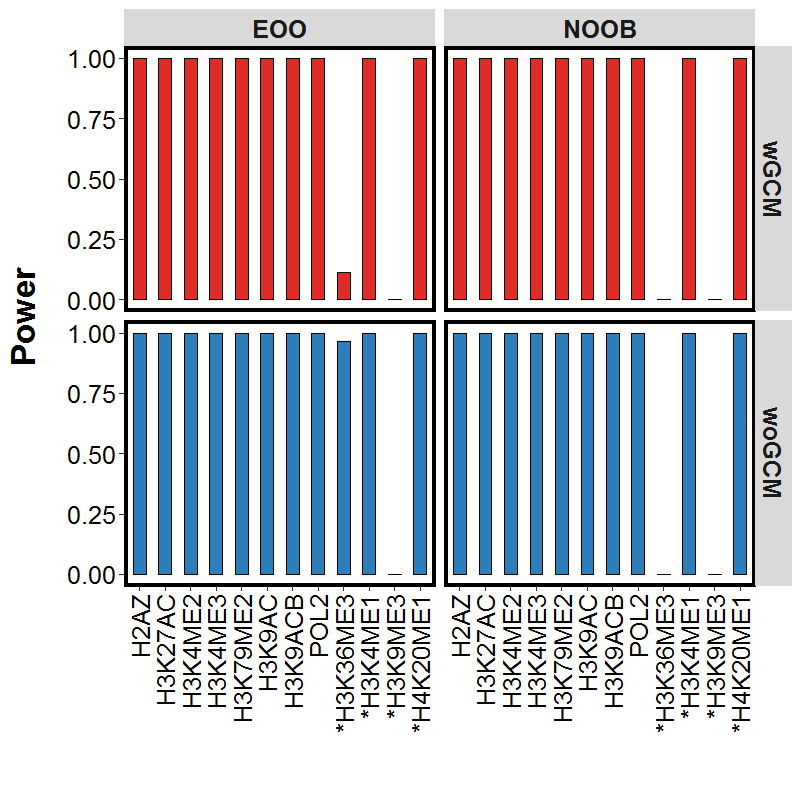 EOO
NOOB
1.00
0.75
0.50
0.25
0.00
wGCM
Power
1.00
0.75
0.50
0.25
0.00
woGCM
H2AZ
H3K27AC
H3K4ME2
H3K4ME3
H3K79ME2
H3K9AC
H3K9ACB
POL2
*H3K36ME3
*H3K4ME1
*H3K9ME3
*H4K20ME1
H2AZ
H3K27AC
H3K4ME2
H3K4ME3
H3K79ME2
H3K9AC
H3K9ACB
POL2
*H3K36ME3
*H3K4ME1
*H3K9ME3
*H4K20ME1